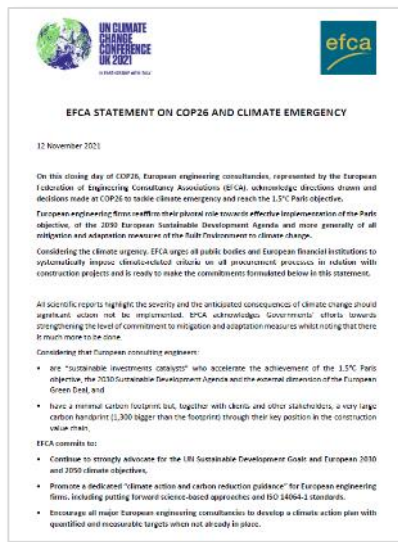 UN CLIMATE
CHANGE
CONFERENCE
UK 2021
IN PARTNERSHIP WITH ITALY
efca
EFCA STATEMENT ON COP26 AND CLIMATE EMERGENCY
12 November 2021
On this closing day of COP26, European engineering consultancies, represented by the European
Federation of Engineering Consultancy Associations (EFCA), acknowledge directions drawn and
decisions made at COP26 to tackle climate emergency and reach the 1.5°C Paris objective.
European engineering firms reaffirm their pivotal role towards effective implementation of the Paris
objective, of the 2030 European Sustainable Development Agenda and more generally of all
mitigation and adaptation measures of the Built Environment to climate change.
Considering the climate urgency, EFCA urges all public bodies and European financial institutions to
systematically impose climate-related criteria on all procurement processes in relation with
construction projects and is ready to make the commitments formulated below in this statement.
All scientific reports highlight the severity and the anticipated consequences of climate change should
significant action not be implemented. EFCA acknowledges Governments' efforts towards
strengthening the level of commitment to mitigation and adaptation measures whilst noting that there
is much more to be done.
Considering that European consulting engineers:
• are "sustainable investments catalysts" who accelerate the achievement of the 1.5°C Paris
objective, the 2030 Sustainable Development Agenda and the external dimension of the European
Green Deal, and
• have a minimal carbon footprint but, together with clients and other stakeholders, a very large
carbon handprint (1,300 bigger than the footprint) through their key position in the construction
value chain,
EFCA commits to:
• Continue to strongly advocate for the UN Sustainable Development Goals and European 2030
and 2050 climate objectives,
• Promote a dedicated "climate action and carbon reduction guidance" for European engineering
firms, including putting forward science-based approaches and ISO 14064-1 standards.
• Encourage all major European engineering consultancies to develop a climate action plan with
quantified and measurable targets when not already in place.